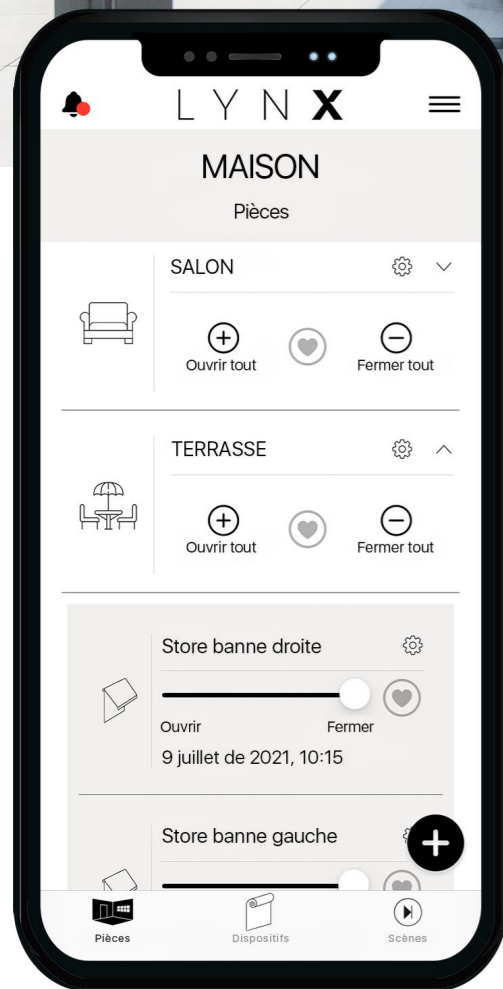 LYNX
MAISON
Pièces
SALON
Ouvrir tout
Fermer tout
TERRASSE
Ouvrir tout
Fermer tout
Store banne droite
Ouvrir
Fermer
9 juillet de 2021, 10:15
Store banne gauche
Pièces
Dispositifs
Scènes